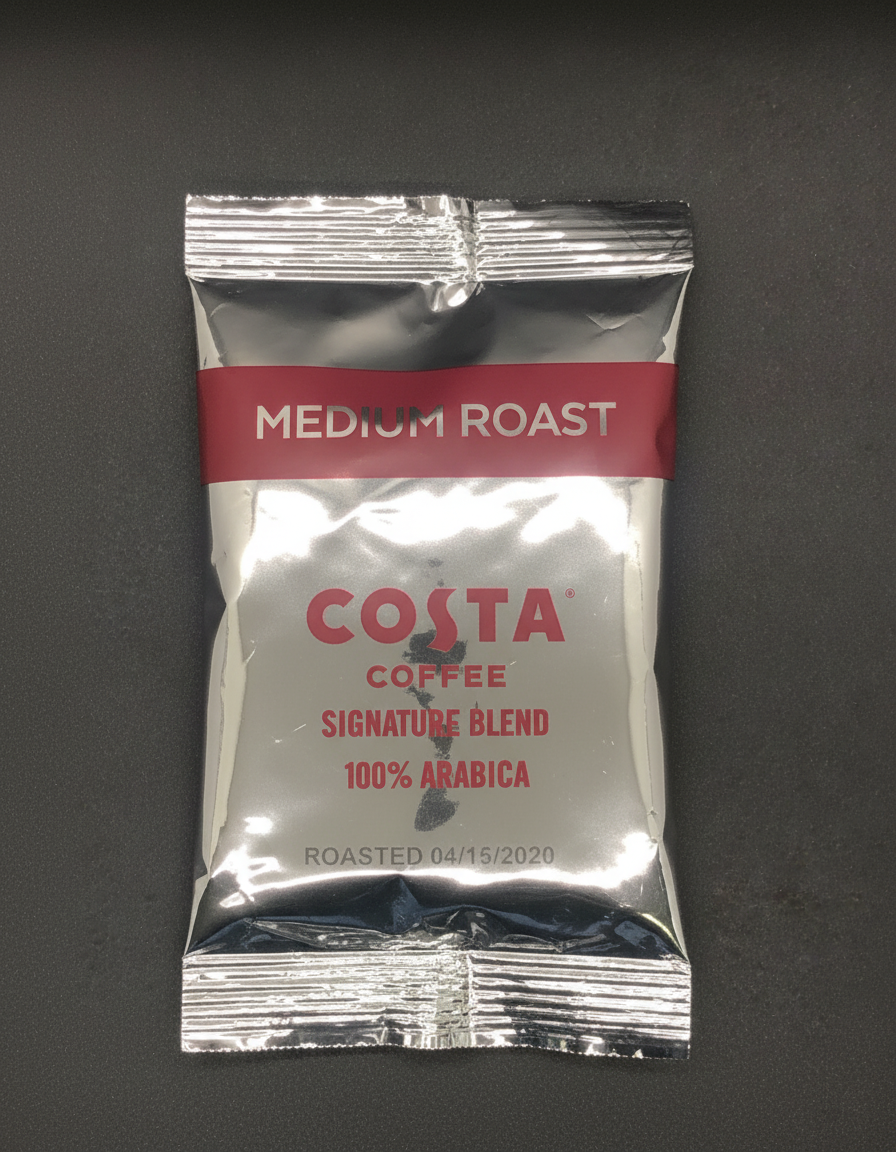 MEDIUM ROAST
COSTA®
COFFEE
SIGNATURE BLEND
100% ARABICA
ROASTED 04/15/2020